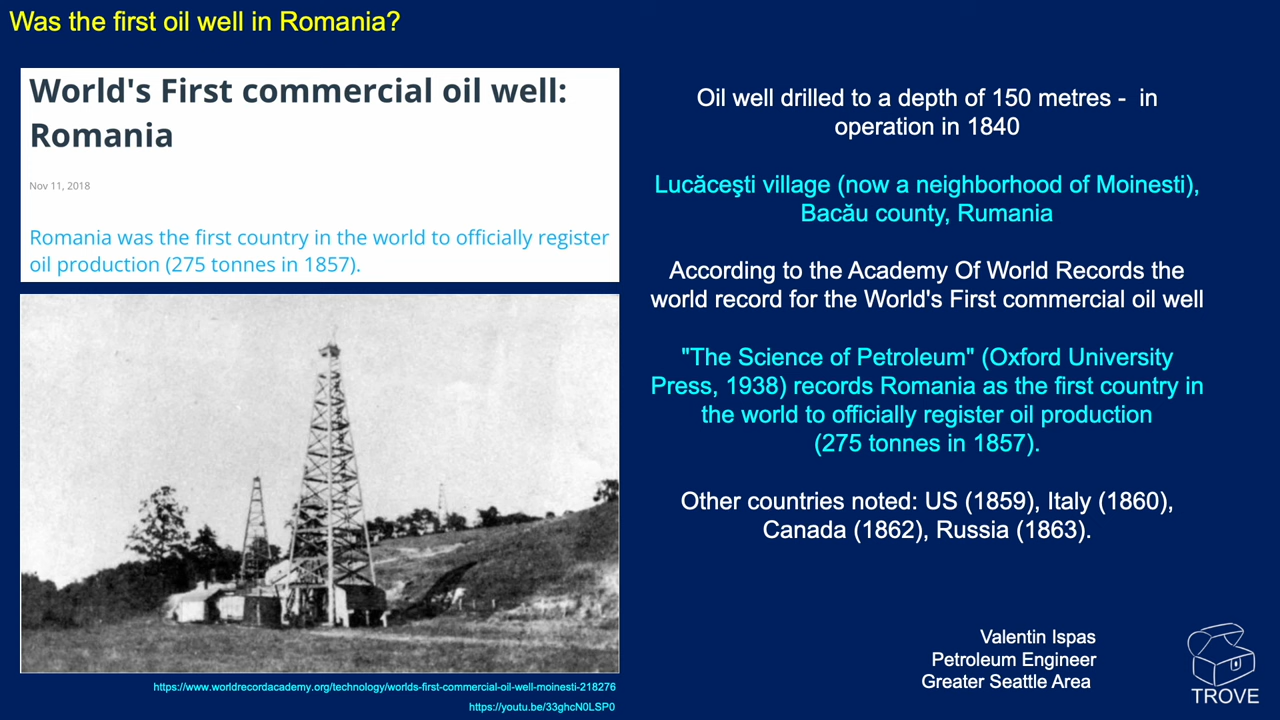 Was the first oil well in Romania?
World's First commercial oil well:
Romania
Nov 11, 2018
Romania was the first country in the world to officially register
oil production (275 tonnes in 1857).
https://www.worldrecordacademy.org/technology/worlds-first-commercial-oil-well-moinesti-218276
https://youtu.be/33ghcN0LSP0
Oil well drilled to a depth of 150 metres -  in
operation in 1840
Lucăceşti village (now a neighborhood of Moinesti),
Bacău county, Rumania
According to the Academy Of World Records the
world record for the World's First commercial oil well
"The Science of Petroleum" (Oxford University
Press, 1938) records Romania as the first country in
the world to officially register oil production
(275 tonnes in 1857).
Other countries noted: US (1859), Italy (1860),
Canada (1862), Russia (1863).
Valentin Ispas
Petroleum Engineer
Greater Seattle Area
TROVE